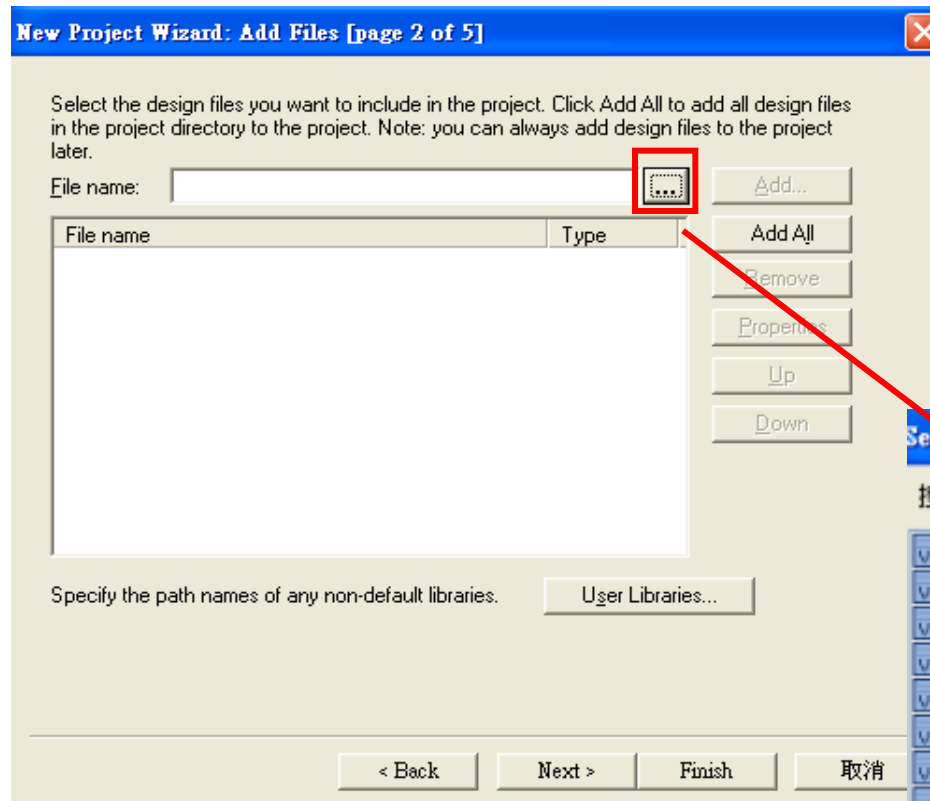 New Project Wizard: Add Files [page 2 of 5]
Select the design files you want to include in the project. Click Add All to add all design files
in the project directory to the project. Note: you can always add design files to the project
later.
File name:
...
Add...
File name
Type
Add All
Remove
Properties
Up
Down
Se
Specify the path names of any non-default libraries.
User Libraries...
< Back
Next >
Finish
取消